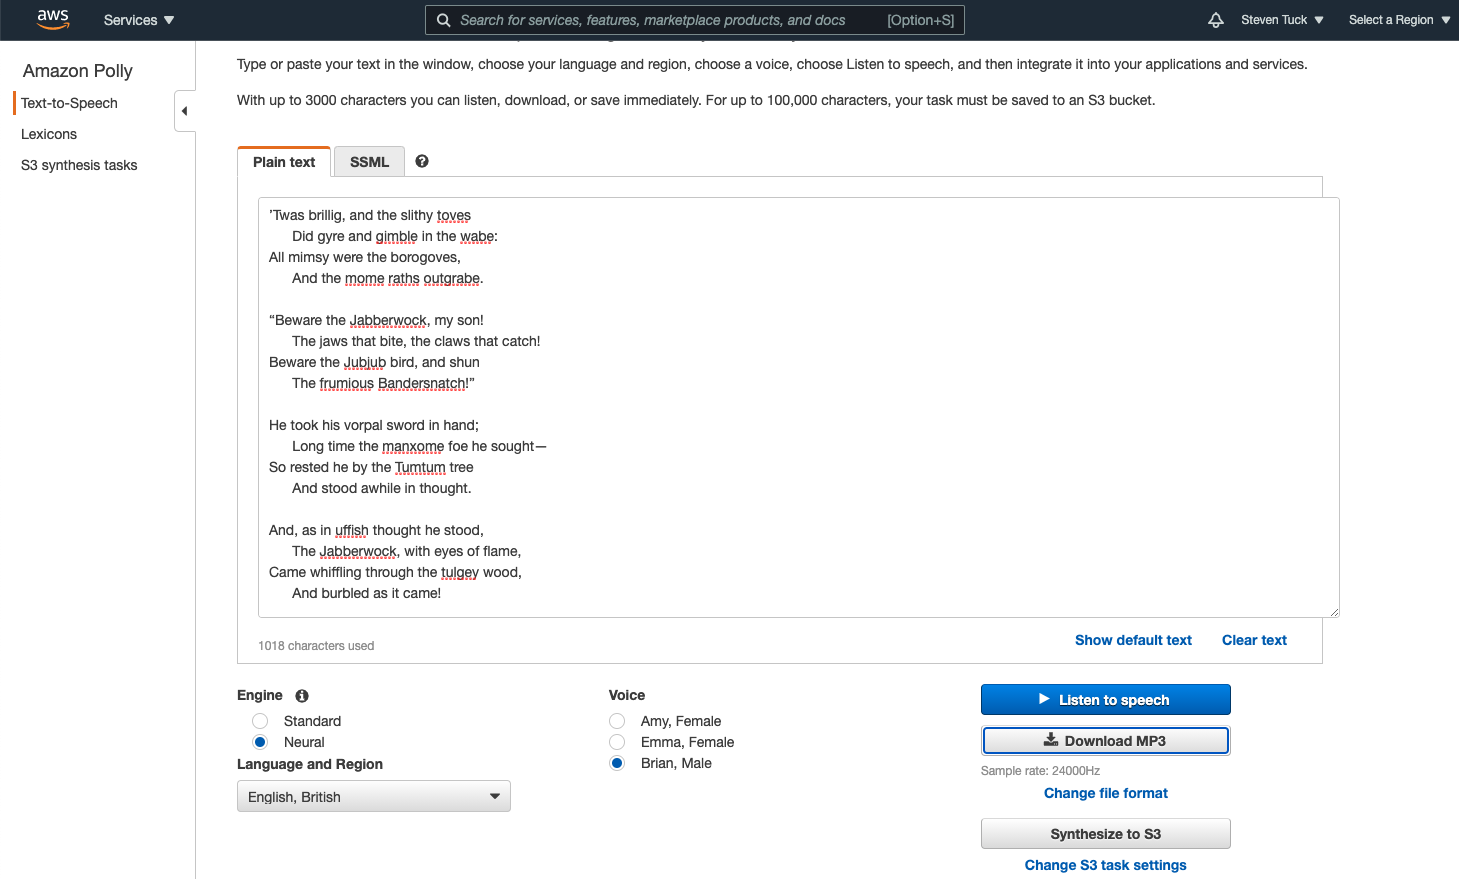 aws
Services
Search for services, features, marketplace products, and docs
[Option+S]
Steven Tuck
Select a Region
Amazon Polly
Text-to-Speech
Lexicons
S3 synthesis tasks
Type or paste your text in the window, choose your language and region, choose a voice, choose Listen to speech, and then integrate it into your applications and services.
With up to 3000 characters you can listen, download, or save immediately. For up to 100,000 characters, your task must be saved to an S3 bucket.
Plain text
SSML
’Twas brillig, and the slithy toves
Did gyre and gimble in the wabe:
All mimsy were the borogoves,
And the mome raths outgrabe.
“Beware the Jabberwock, my son!
The jaws that bite, the claws that catch!
Beware the Jubjub bird, and shun
The frumious Bandersnatch!”
He took his vorpal sword in hand;
Long time the manxome foe he sought—
So rested he by the Tumtum tree
And stood awhile in thought.
And, as in uffish thought he stood,
The Jabberwock, with eyes of flame,
Came whiffling through the tulgey wood,
And burbled as it came!
1018 characters used
Show default text
Clear text
Engine
Standard
Neural
Language and Region
English, British
Voice
Amy, Female
Emma, Female
Brian, Male
Listen to speech
Download MP3
Sample rate: 24000Hz
Change file format
Synthesize to S3
Change S3 task settings